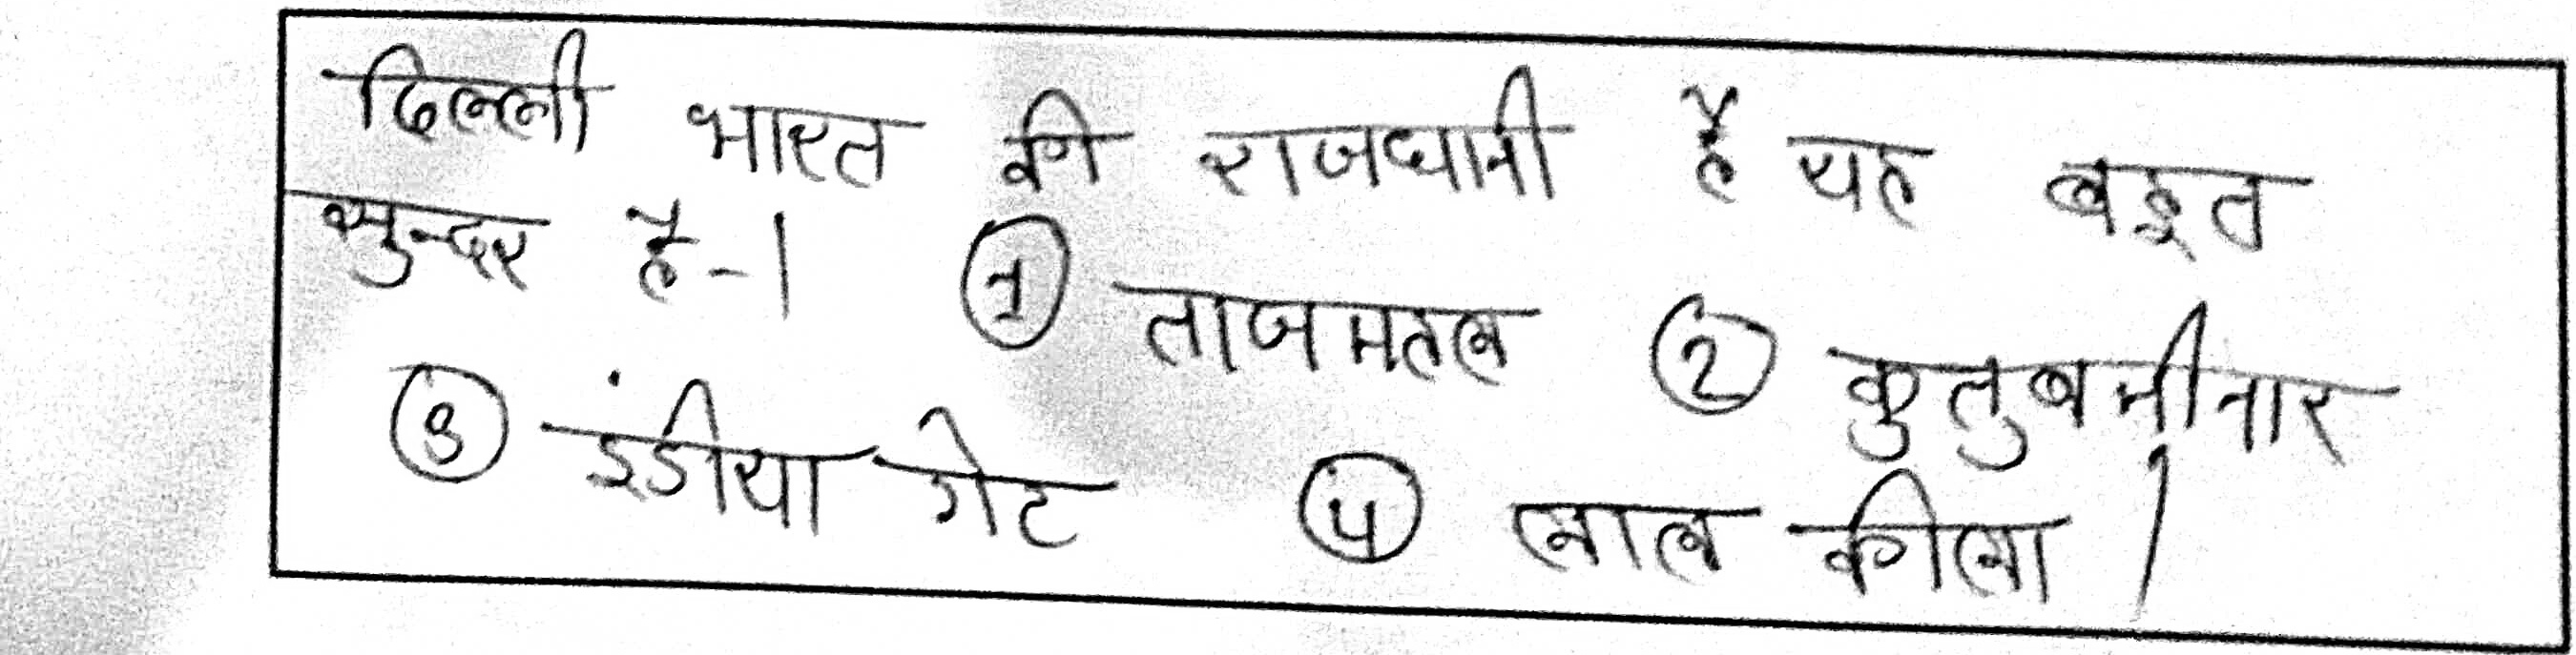 दिल्ली भारत की राजधानी है यह बहुत
सुन्दर है-। ① ताजमहल ② कुतुबमीनार
③ इंडीया गेट ④ लाल कीला।